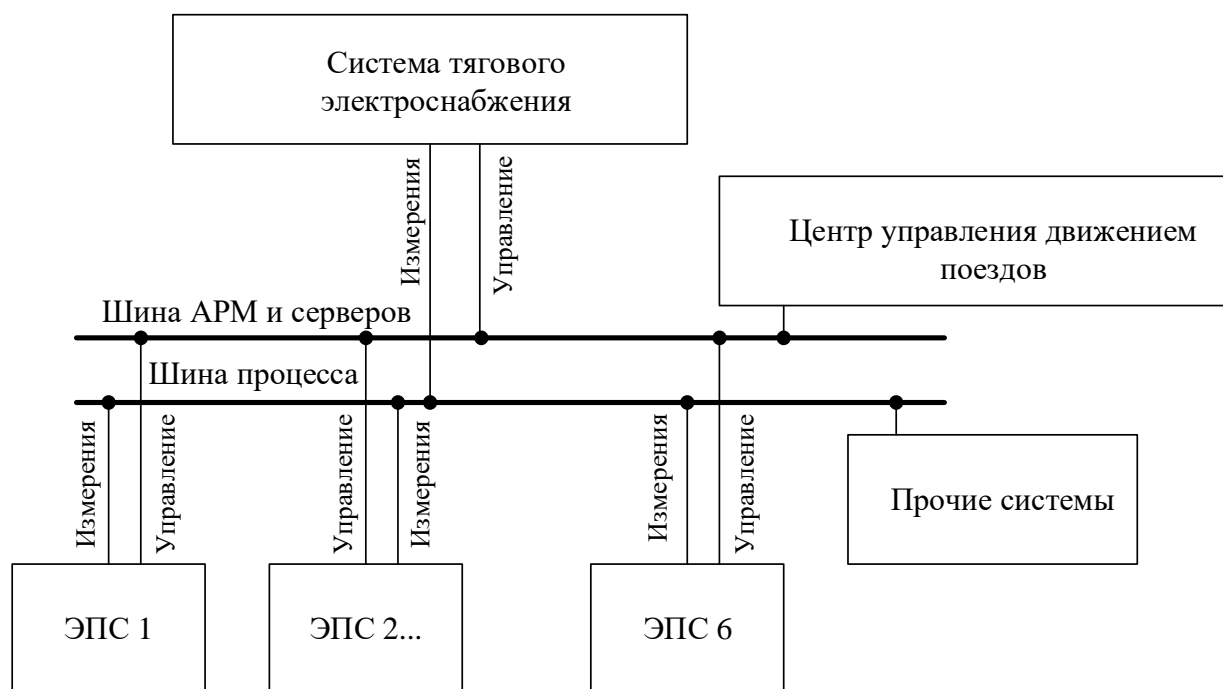 Система тягового
электроснабжения
Измерения
Управление
Центр управления движением
поездов
Шина АРМ и серверов
Шина процесса
Измерения
Управление
Управление
Измерения
Измерения
Управление
Прочие системы
ЭПС 1
ЭПС 2...
ЭПС 6